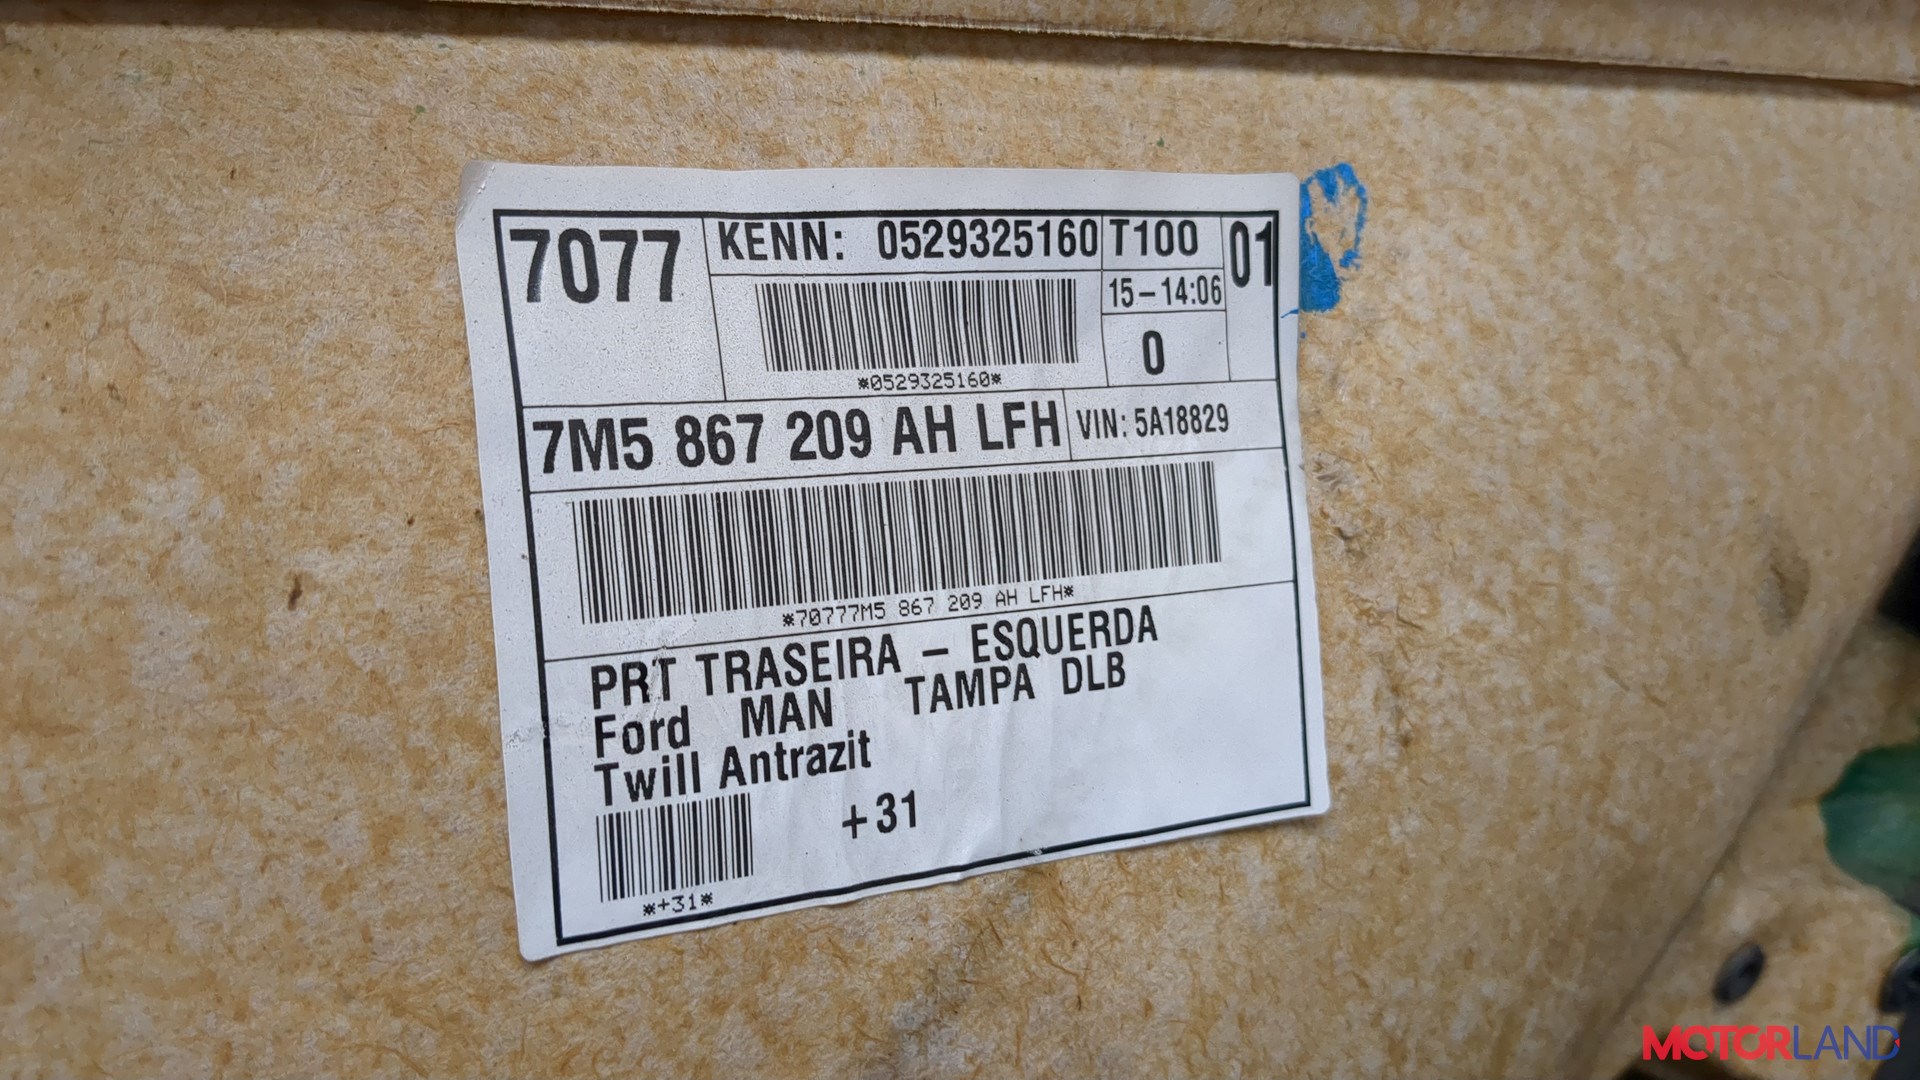 7077
KENN: 0529325160
T100
01
15-14:06
*0529325160*
0
7M5 867 209 AH LFH
VIN: 5A18829
*70777M5 867 209 AH LFH*
PRT TRASEIRA - ESQUERDA
Ford MAN TAMPA DLB
Twill Antrazit
+31
*+31*
MOTORLAND